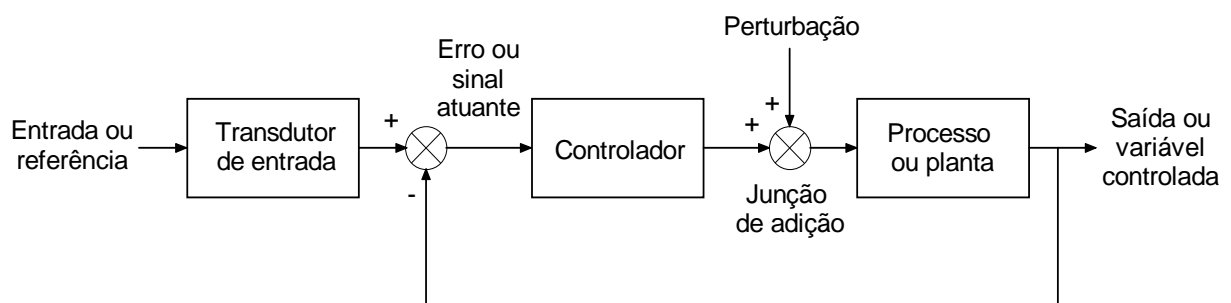 Entrada ou
referência
Transdutor
de entrada
+
-
Erro ou
sinal
atuante
Controlador
+
Perturbação
+
Junção
de adição
Processo
ou planta
Saída ou
variável
controlada